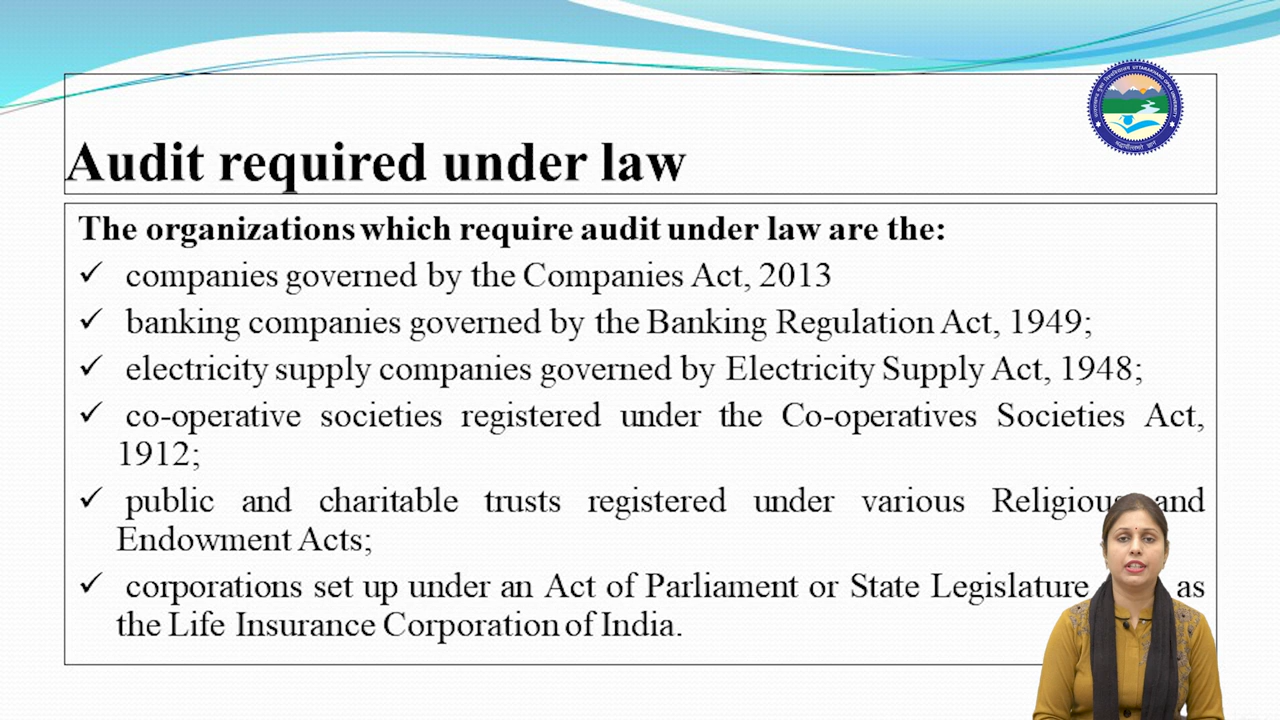 Audit required under law
The organizations which require audit under law are the:
✓ companies governed by the Companies Act, 2013
✓ banking companies governed by the Banking Regulation Act, 1949;
✓ electricity supply companies governed by Electricity Supply Act, 1948;
✓ co-operative societies registered under the Co-operatives Societies Act,
1912;
✓ public and charitable trusts registered under various Religious and
Endowment Acts;
✓ corporations set up under an Act of Parliament or State Legislature as
the Life Insurance Corporation of India.